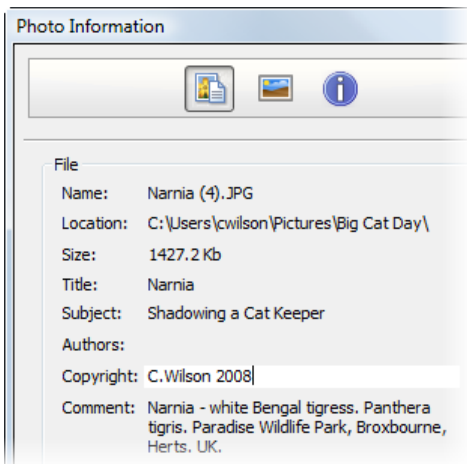 Photo Information
File
Name: Narnia (4).JPG
Location: C:\Users\cwilson\Pictures\Big Cat Day\
Size: 1427.2 Kb
Title: Narnia
Subject: Shadowing a Cat Keeper
Authors:
Copyright: C.Wilson 2008
Comment: Narnia - white Bengal tigress. Panthera
tigris. Paradise Wildlife Park, Broxbourne,
Herts. UK.